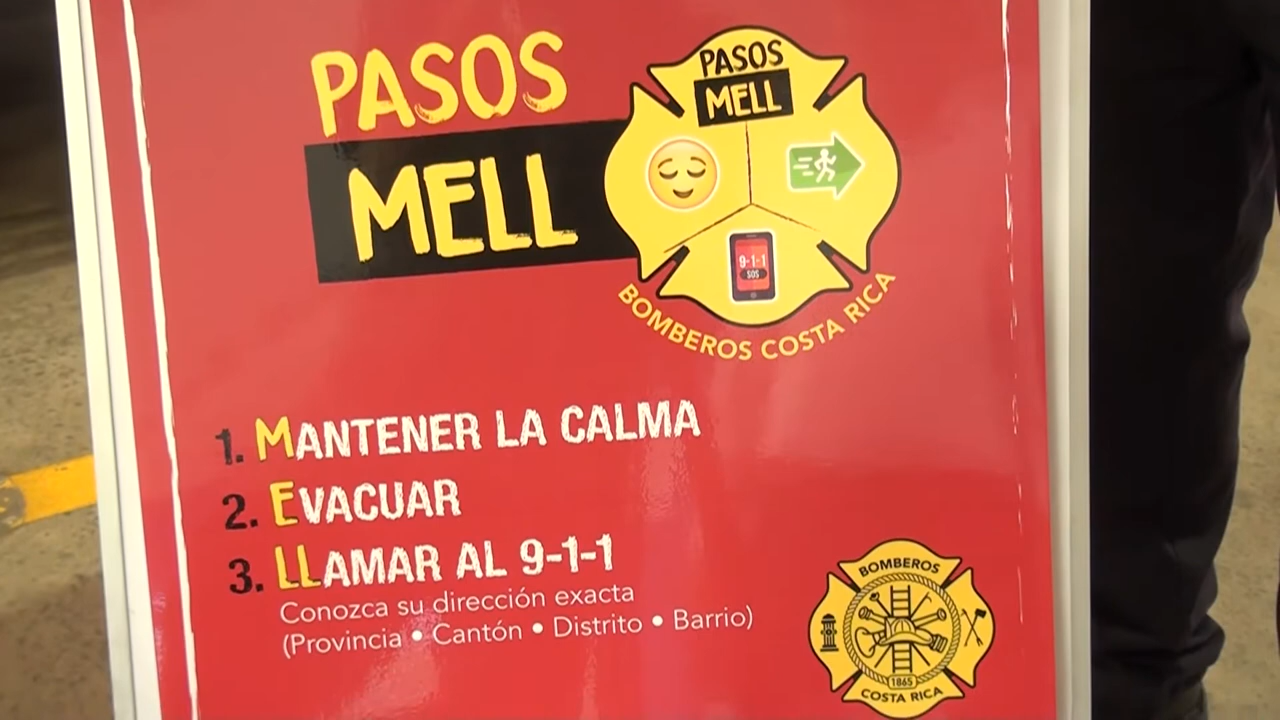 PASOS
MELL
PASOS
MELL
9-1-1
SOS
BOMBEROS COSTA RICA
1. MANTENER LA CALMA
2. EVACUAR
3. LLAMAR AL 9-1-1
Conozca su dirección exacta
(Provincia • Cantón • Distrito • Barrio)
BOMBEROS
1865
COSTA RICA